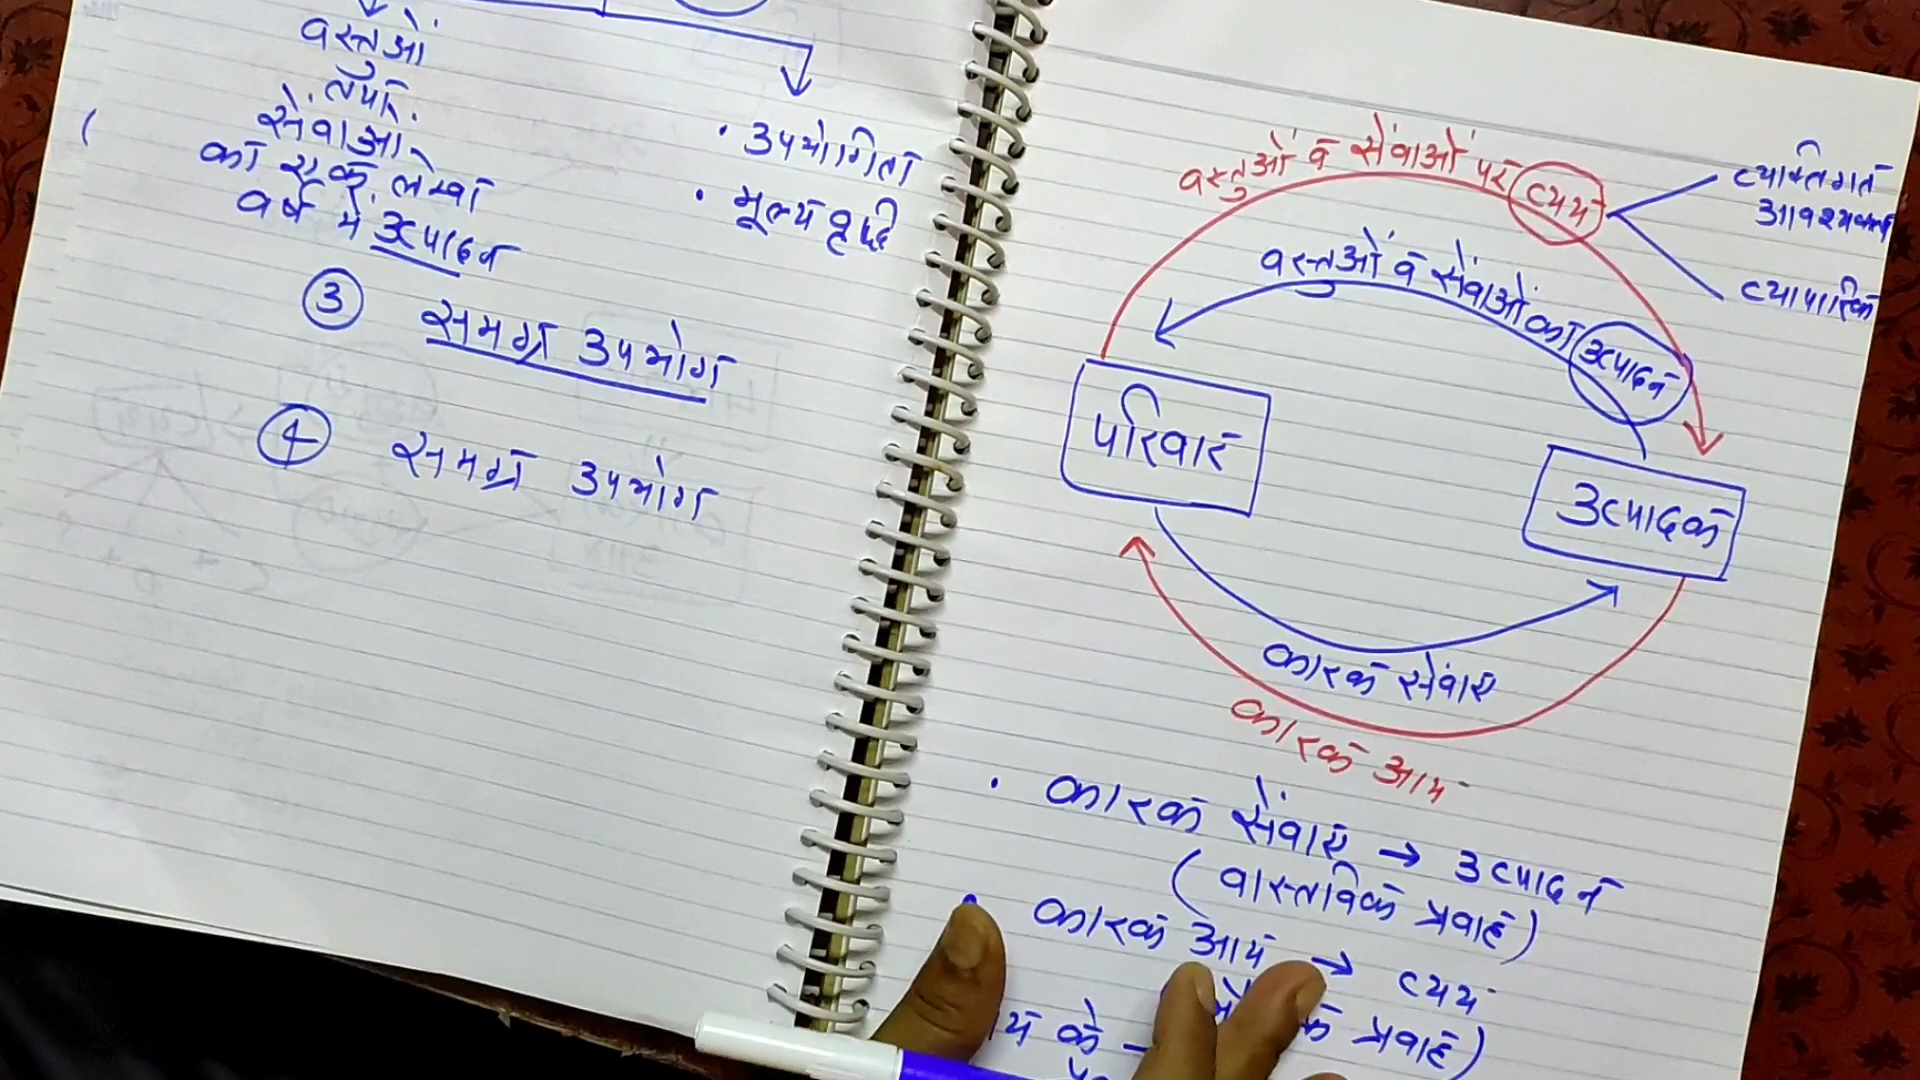 वस्तुओं
तथा
सेवाओं
का एक लेखा
वर्ष में उत्पादन
• उपयोगिता
• मूल्य वृद्धि
③ समग्र उपभोग
④ समग्र उपभोग
वस्तुओं व सेंवाओं पर व्यय
व्यक्तिगत
आवश्यकता
व्यापारिक
वस्तुओं व सेंवाओं का उत्पादन
परिवार
उत्पादक
कारक सेंवाए
कारक आय
• कारक सेंवाए → उत्पादन
(वास्तविक प्रवाह)
• कारक आय → व्यय
प्रवाह)
के